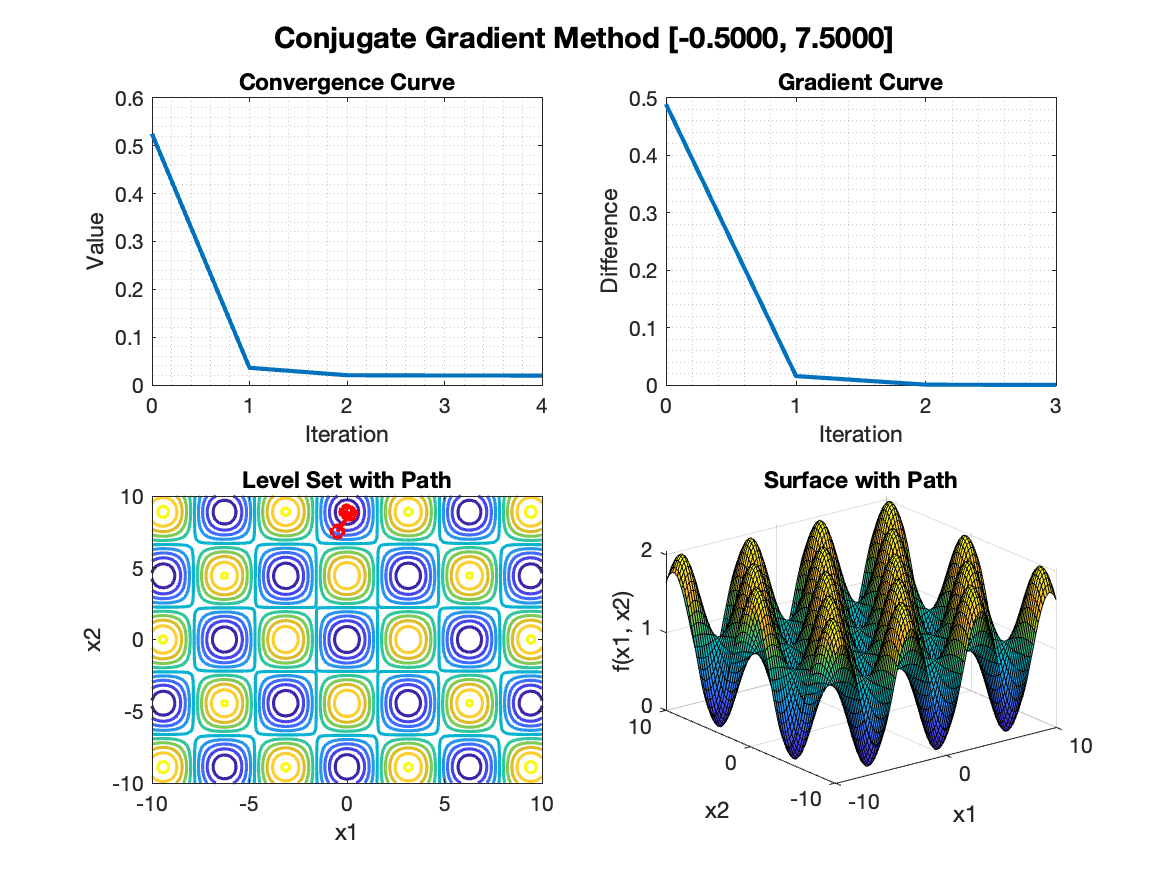 Conjugate Gradient Method [-0.5000, 7.5000]
Convergence Curve
0.6
0.5
0.4
0.3
0.2
0.1
0
Value
0 1 2 3 4
Iteration
Gradient Curve
0.5
0.4
0.3
0.2
0.1
0
Difference
0 1 2 3
Iteration
Level Set with Path
10
5
0
-5
-10
x2
-10 -5 0 5 10
x1
Surface with Path
2
1
0
f(x1, x2)
10
0
-10
x2
-10
0
10
x1